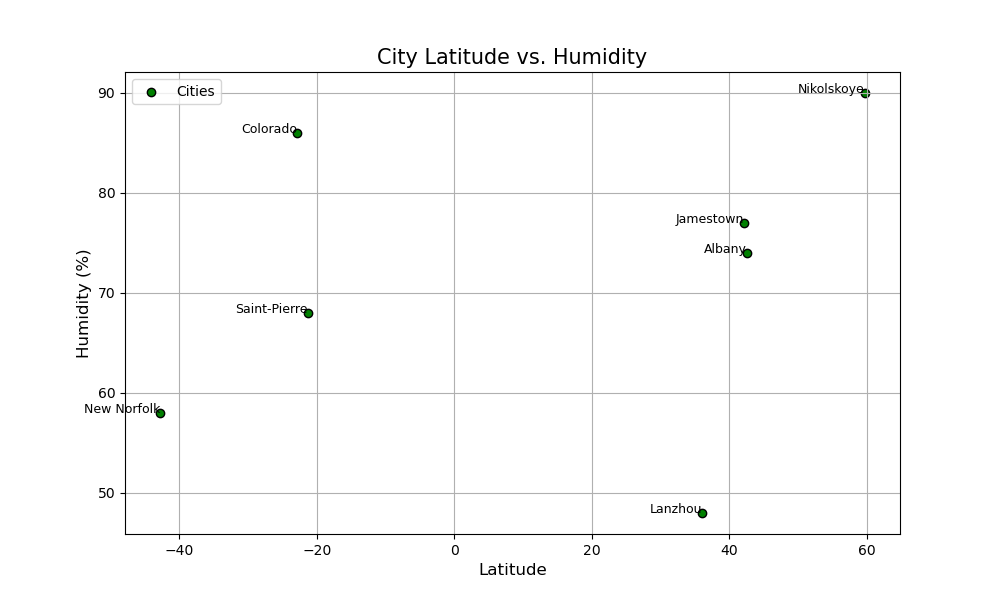 City Latitude vs. Humidity
Cities
Nikolskoye
Colorado
Jamestown
Albany
Saint-Pierre
New Norfolk
Lanzhou
90
80
70
60
50
Humidity (%)
−40
−20
0
20
40
60
Latitude